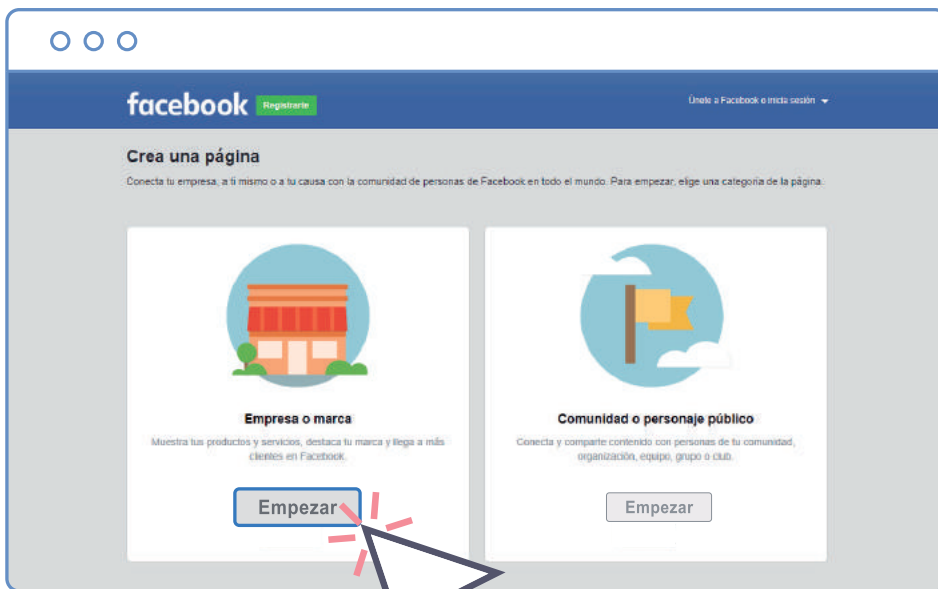 facebook Registrarte
Únete a Facebook o inicia sesión
Crea una página
Conecta tu empresa, a ti mismo o a tu causa con la comunidad de personas de Facebook en todo el mundo. Para empezar, elige una categoría de la página.
Empresa o marca
Muestra tus productos y servicios, destaca tu marca y llega a más
clientes en Facebook.
Empezar
Comunidad o personaje público
Conecta y comparte contenido con personas de tu comunidad,
organización, equipo, grupo o club.
Empezar